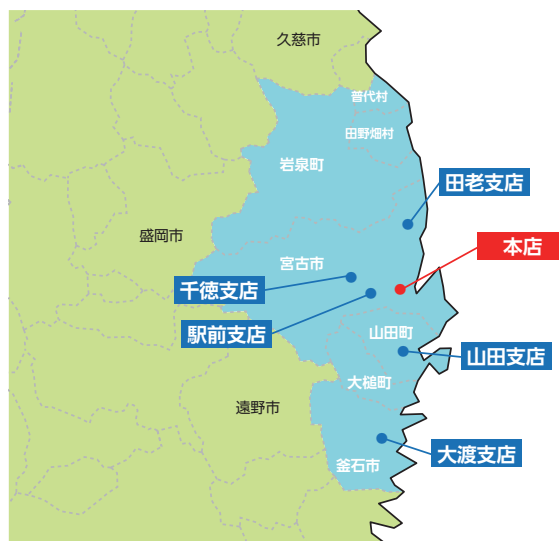 久慈市
普代村
田野畑村
岩泉町
田老支店
盛岡市
本店
宮古市
千徳支店
駅前支店
山田町
山田支店
大槌町
遠野市
大渡支店
釜石市